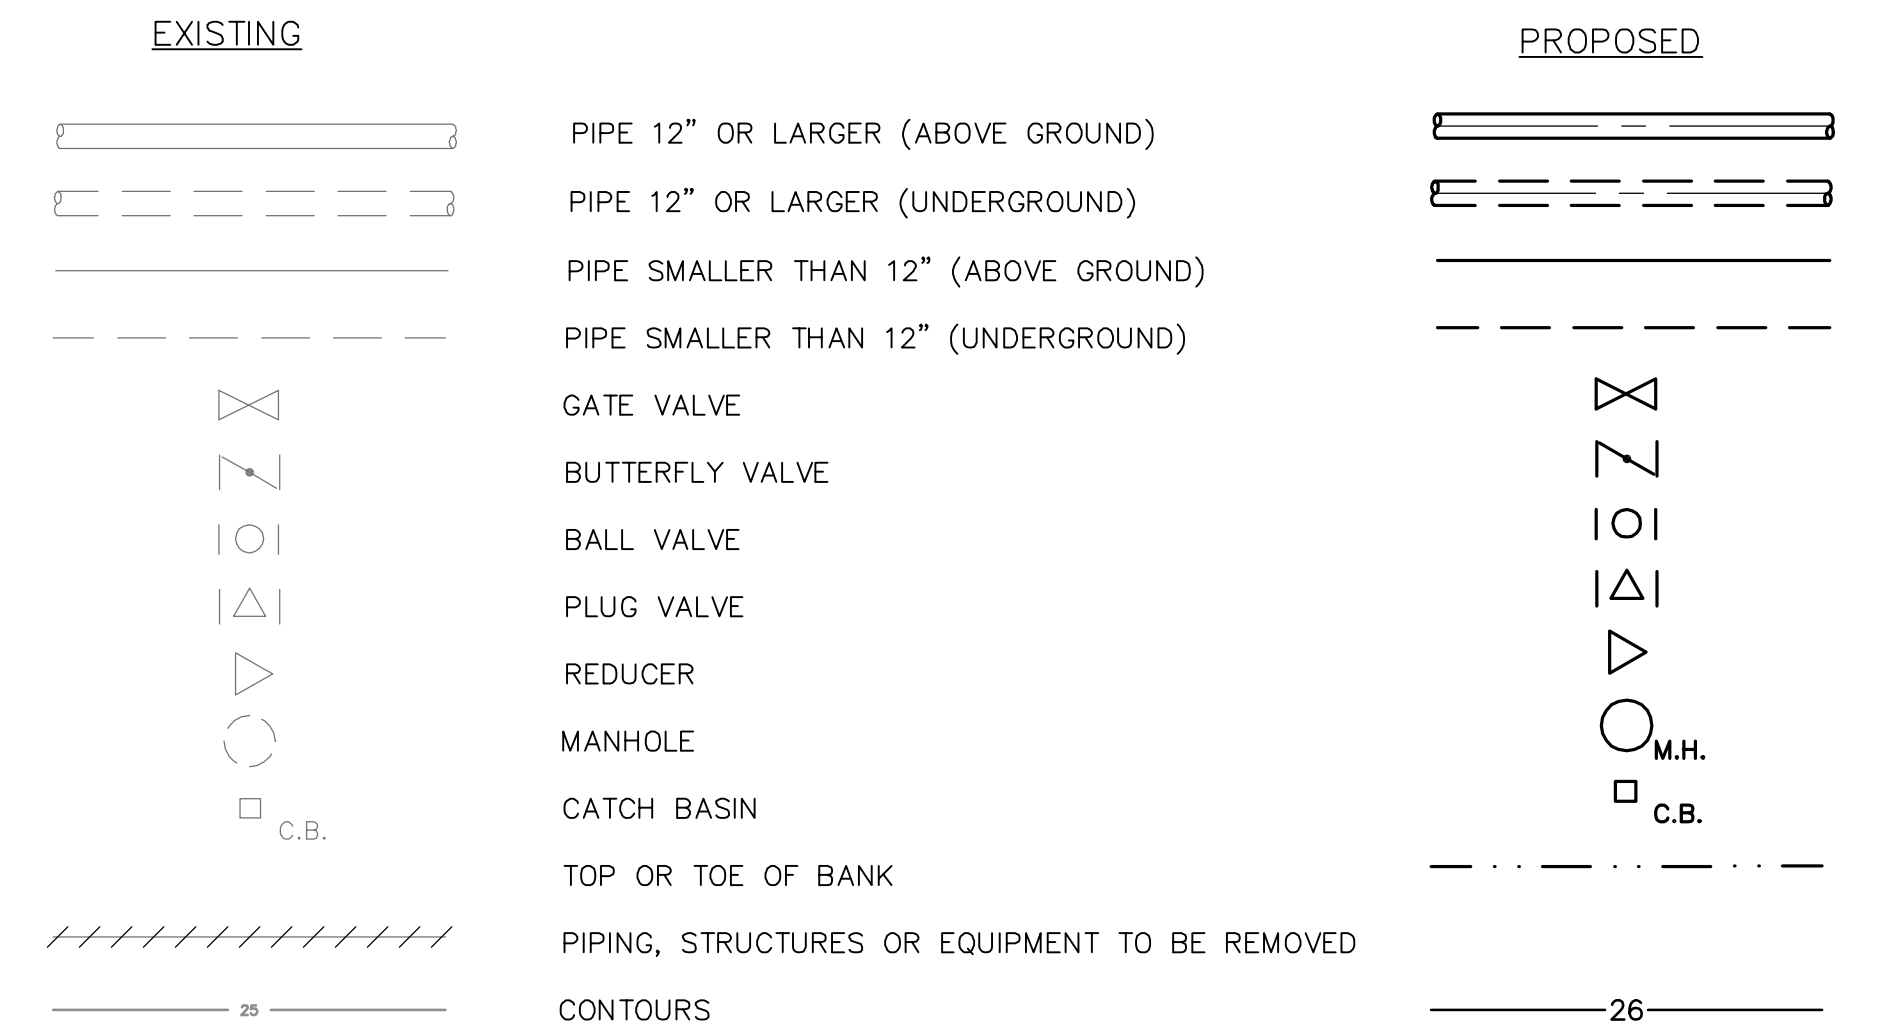 EXISTING
PROPOSED
PIPE 12” OR LARGER (ABOVE GROUND)
PIPE 12” OR LARGER (UNDERGROUND)
PIPE SMALLER THAN 12” (ABOVE GROUND)
PIPE SMALLER THAN 12” (UNDERGROUND)
GATE VALVE
BUTTERFLY VALVE
BALL VALVE
PLUG VALVE
REDUCER
MANHOLE
M.H.
CATCH BASIN
C.B.
C.B.
TOP OR TOE OF BANK
PIPING, STRUCTURES OR EQUIPMENT TO BE REMOVED
25
CONTOURS
26